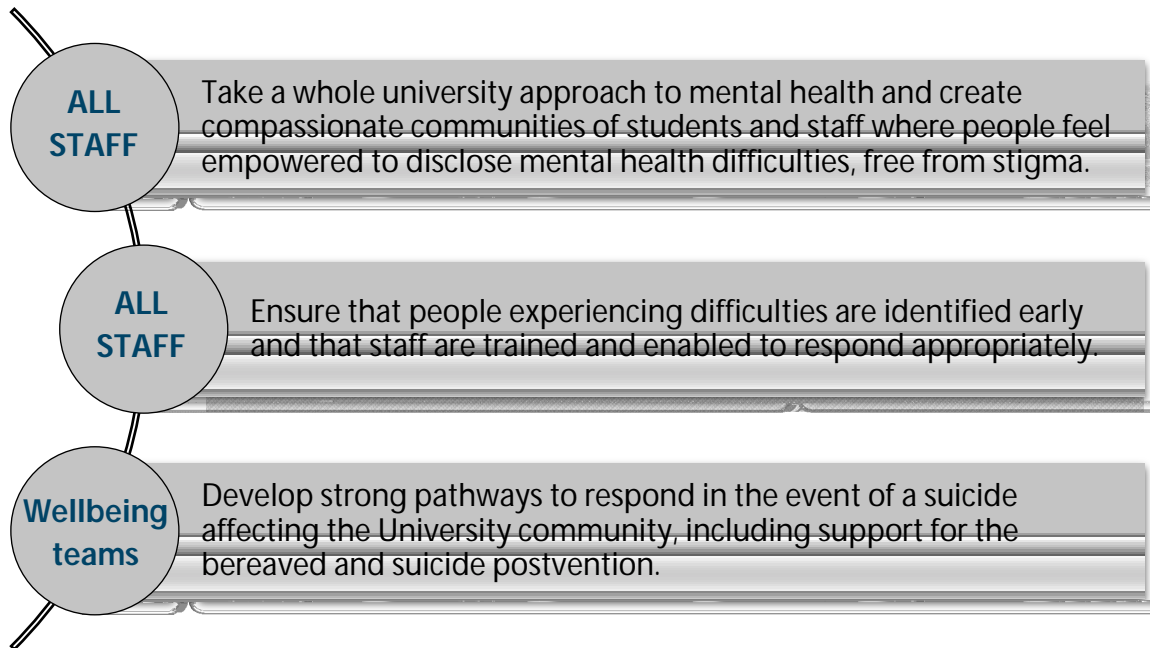 ALL
STAFF
Take a whole university approach to mental health and create
compassionate communities of students and staff where people feel
empowered to disclose mental health difficulties, free from stigma.
ALL
STAFF
Ensure that people experiencing difficulties are identified early
and that staff are trained and enabled to respond appropriately.
Wellbeing
teams
Develop strong pathways to respond in the event of a suicide
affecting the University community, including support for the
bereaved and suicide postvention.